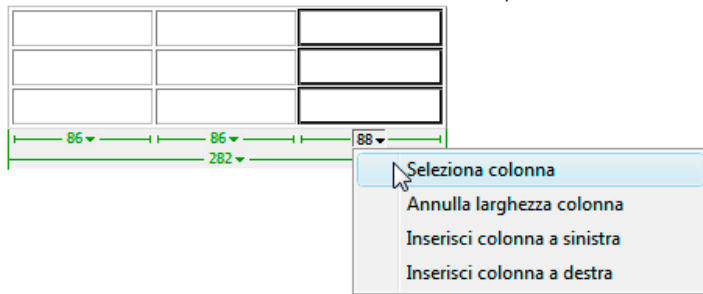 86 86 88
282
Seleziona colonna
Annulla larghezza colonna
Inserisci colonna a sinistra
Inserisci colonna a destra